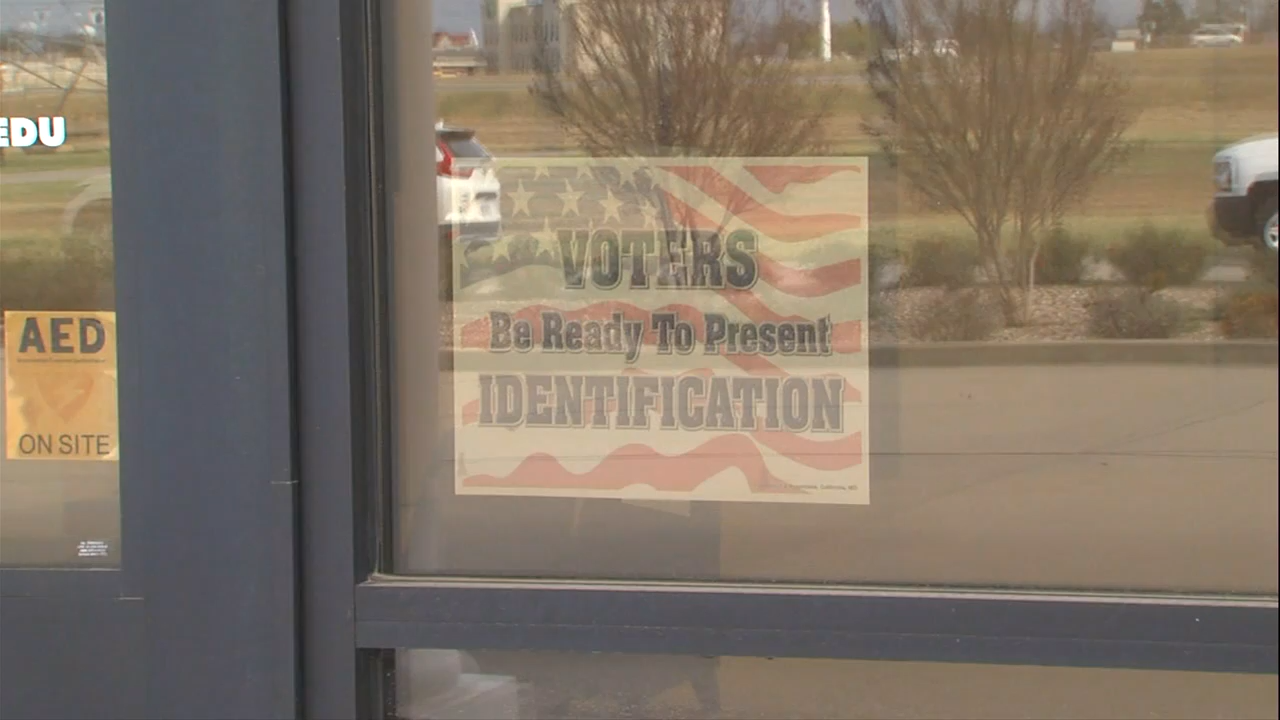 EDU
AED
ON SITE
VOTERS
Be Ready To Present
IDENTIFICATION